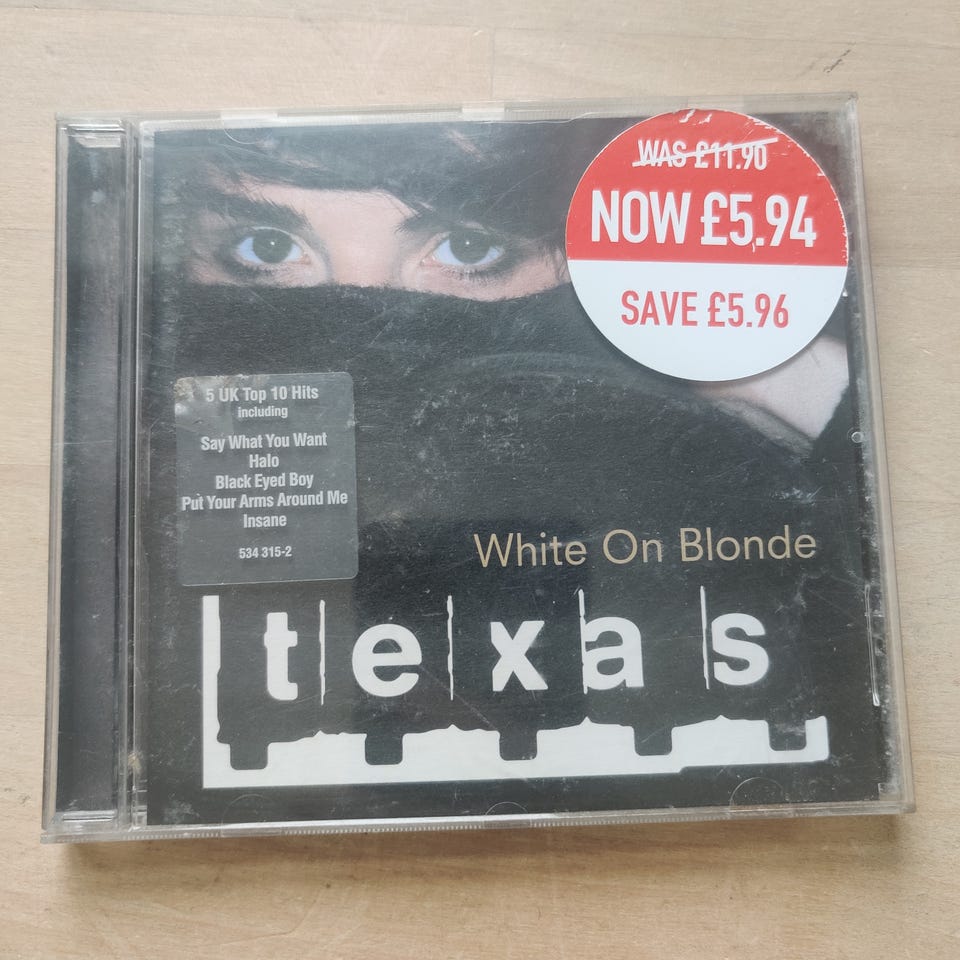 WAS £11.90
NOW £5.94
SAVE £5.96
5 UK Top 10 Hits
including
Say What You Want
Halo
Black Eyed Boy
Put Your Arms Around Me
Insane
534 315-2
White On Blonde
texas